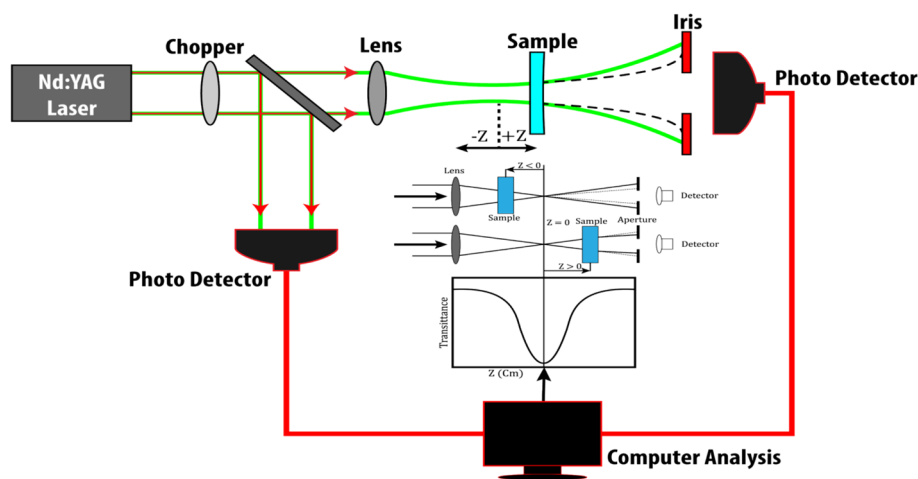 Iris
Chopper
Lens
Sample
Nd:YAG
Laser
Photo Detector
-Z
+Z
Z < 0
Lens
Detector
Sample
Z = 0
Sample
Aperture
Detector
Z > 0
Photo Detector
Transittance
Z (Cm)
Computer Analysis